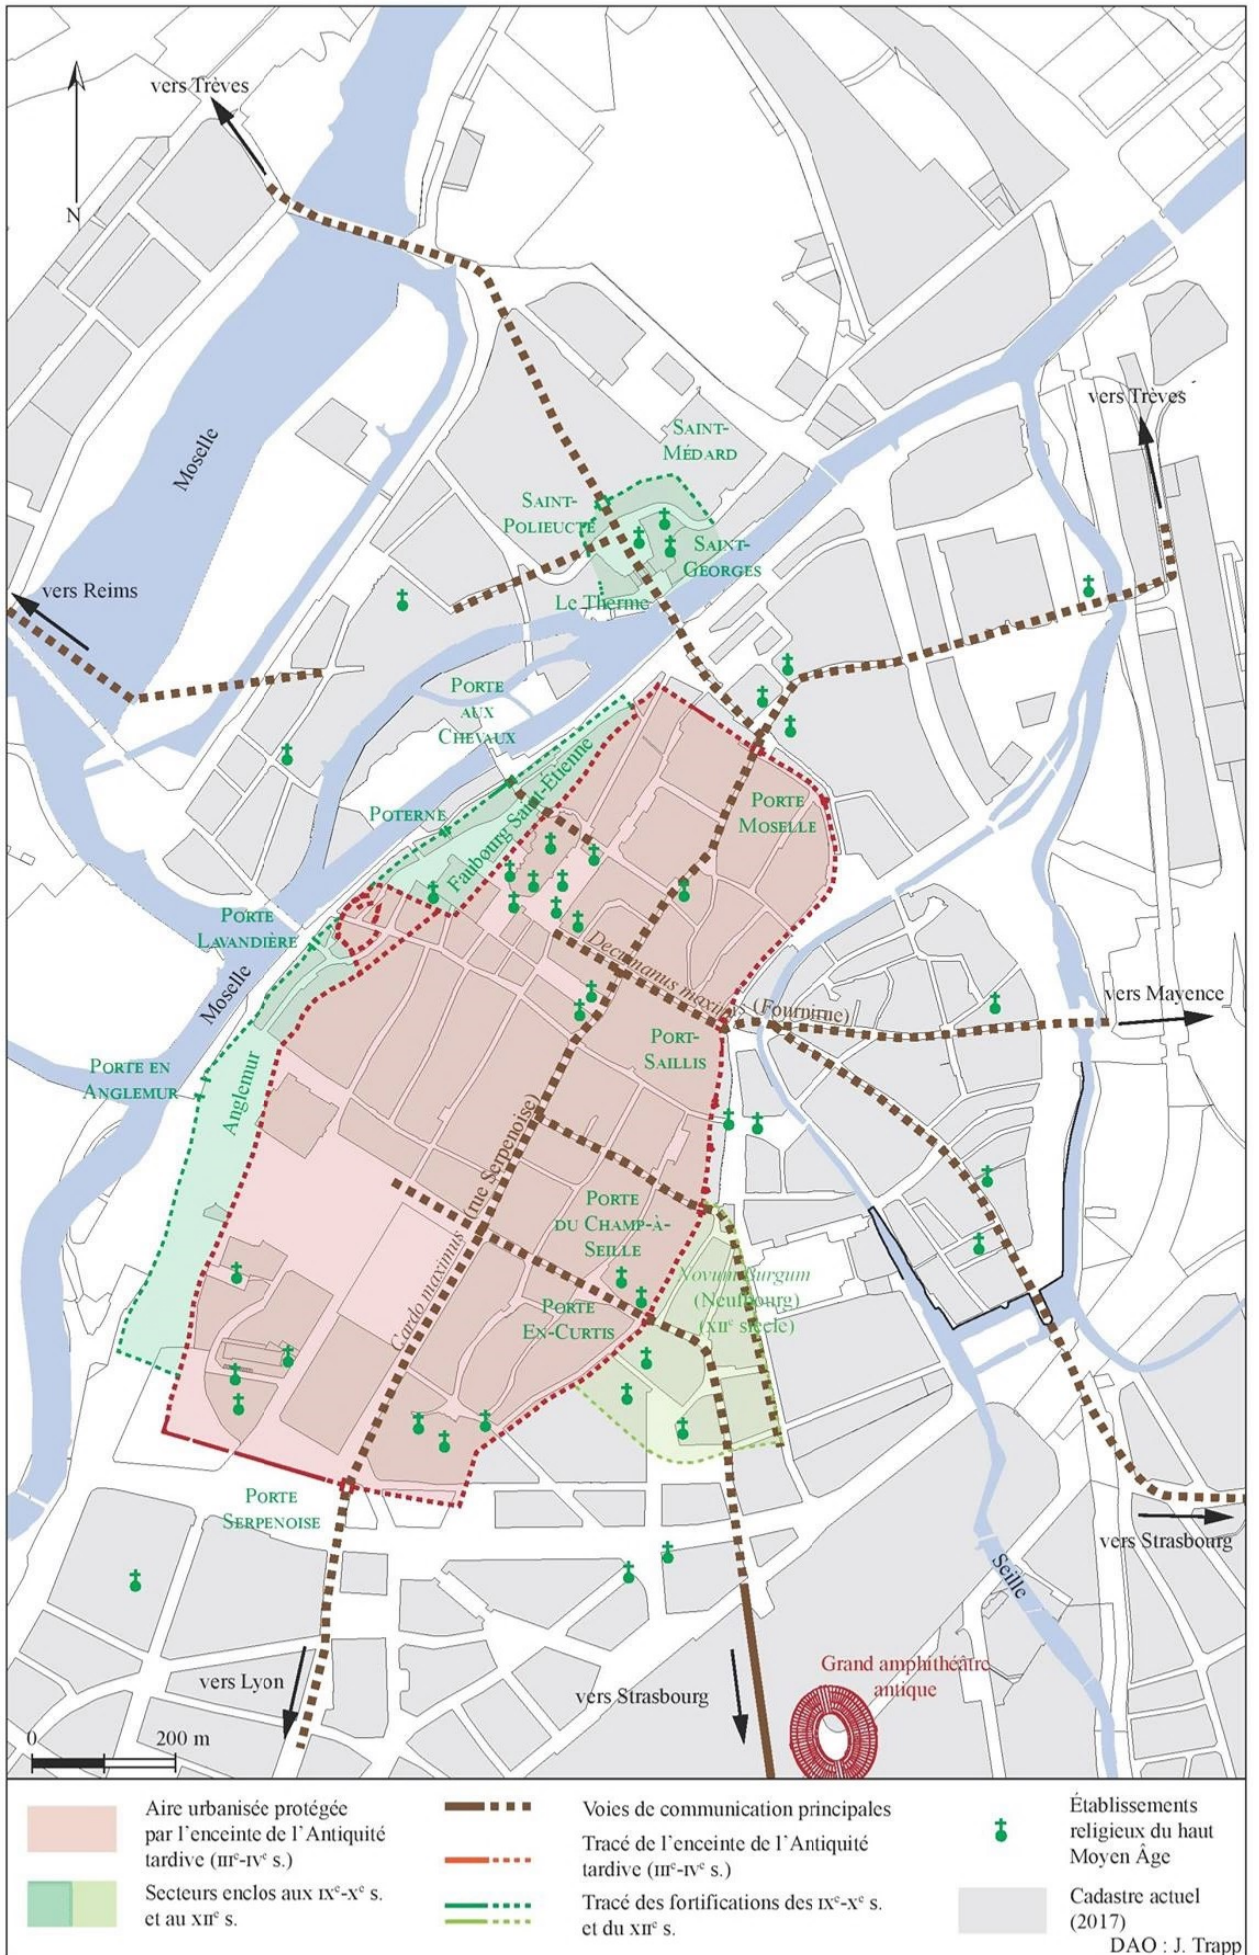 vers Trèves
N
vers Trèves
Moselle
SAINT-
MÉDARD
SAINT-
POLIEUCTE
SAINT-
GEORGES
vers Reims
Le Therme
PORTE
AUX
CHEVAUX
Faubourg Saint-Étienne
POTERNE
PORTE
MOSELLE
PORTE
LAVANDIÈRE
Moselle
Decumanus maximus (Fournirue)
vers Mayence
PORT-
SAILLIS
PORTE EN
ANGLEMUR
Anglemur
Cardo maximus (rue Serpenoise)
PORTE
DU CHAMP-À-
SEILLE
Novum Burgum
(Neufbourg)
(XIIe siècle)
PORTE
EN-CURTIS
PORTE
SERPENOISE
vers Strasbourg
Seille
vers Lyon
vers Strasbourg
Grand amphithéâtre
antique
0 200 m
Aire urbanisée protégée
par l'enceinte de l'Antiquité
tardive (IIIe-IVe s.)
Secteurs enclos aux IXe-Xe s.
et au XIIe s.
Voies de communication principales
Tracé de l'enceinte de l'Antiquité
tardive (IIIe-IVe s.)
Tracé des fortifications des IXe-Xe s.
et du XIIe s.
Établissements
religieux du haut
Moyen Âge
Cadastre actuel
(2017)
DAO : J. Trapp